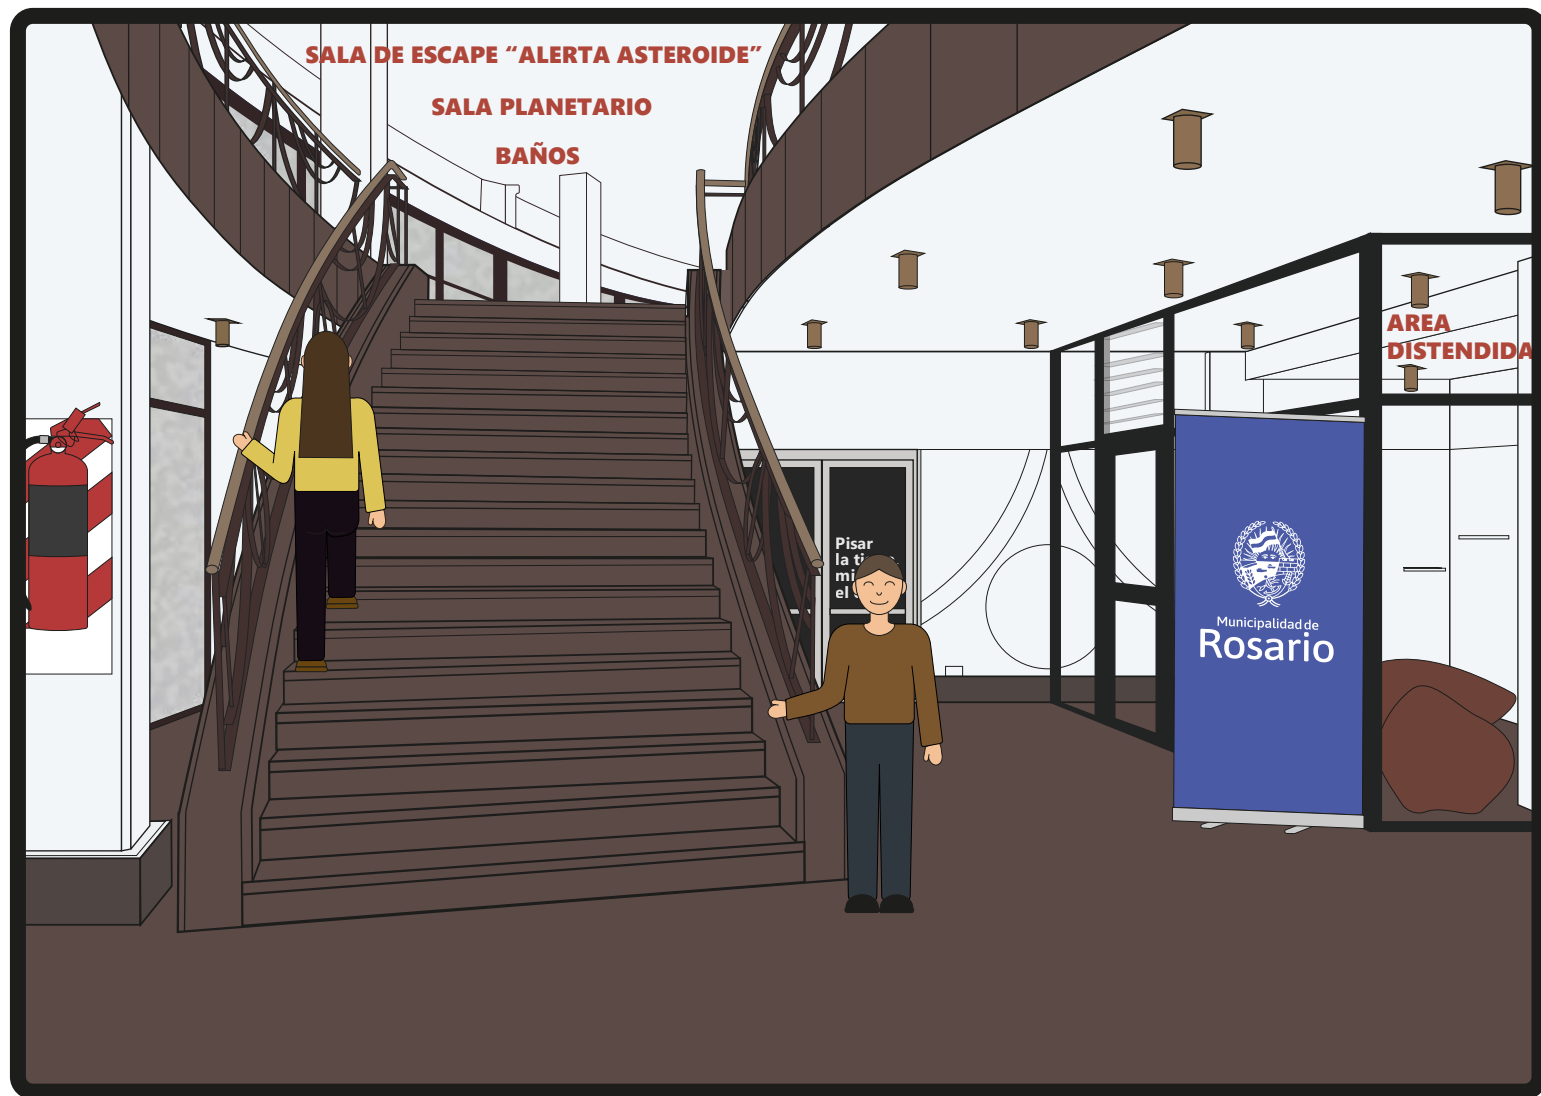 SALA DE ESCAPE “ALERTA ASTEROIDE”
SALA PLANETARIO
BAÑOS
AREA
DISTENDIDA
Pisar
la
el
Municipalidad de
Rosario